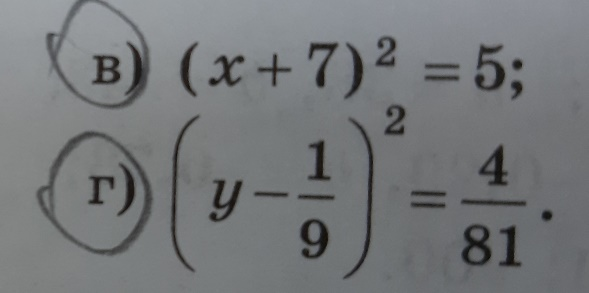 в) (x + 7)² = 5;
г) (y − 1/9)² = 4/81.